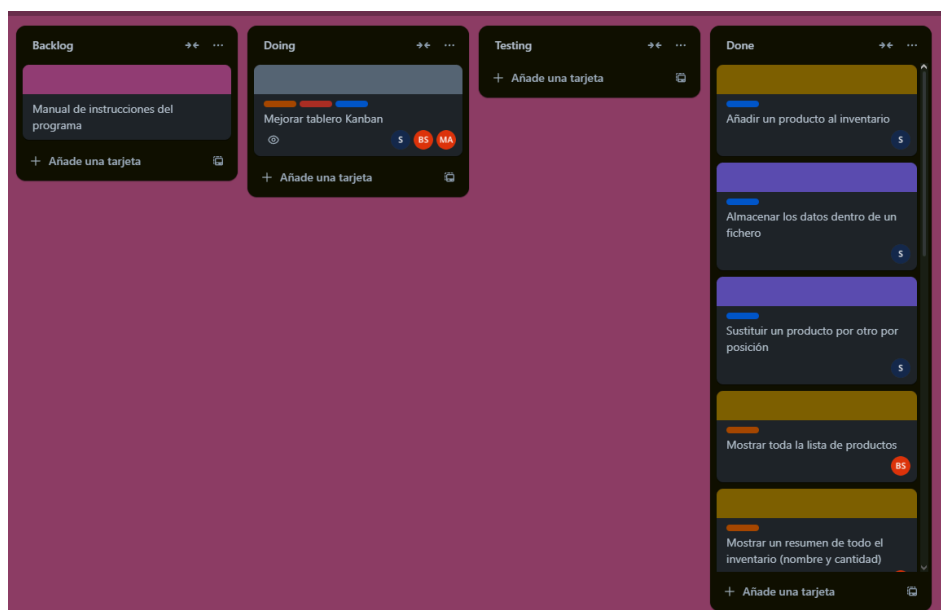 Backlog
Manual de instrucciones del
programa
+ Añade una tarjeta
Doing
Mejorar tablero Kanban
S BS MA
+ Añade una tarjeta
Testing
+ Añade una tarjeta
Done
Añadir un producto al inventario
S
Almacenar los datos dentro de un
fichero
S
Sustituir un producto por otro por
posición
S
Mostrar toda la lista de productos
BS
Mostrar un resumen de todo el
inventario (nombre y cantidad)
+ Añade una tarjeta